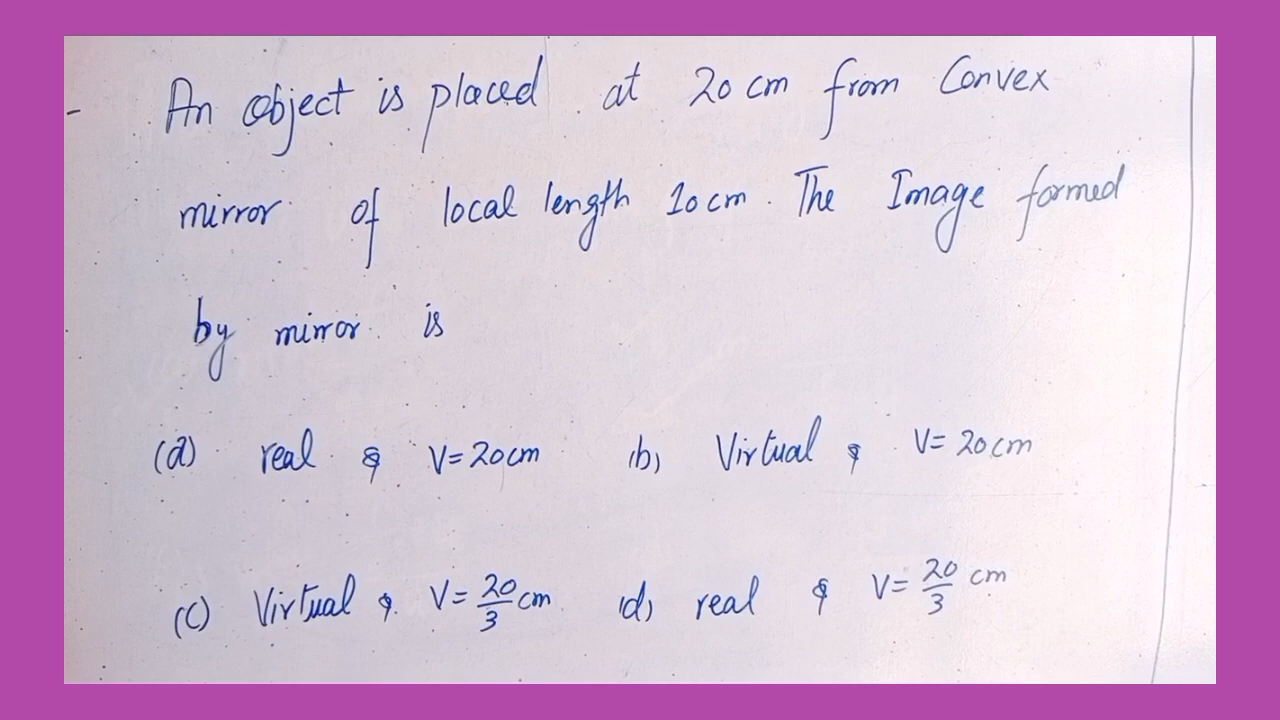 An object is placed at 20 cm from Convex
mirror of local length 10 cm. The Image formed
by mirror is
(a) real & V=20cm (b) Virtual & V= 20cm
(c) Virtual & V= 20/3 cm (d) real & V= 20/3 cm